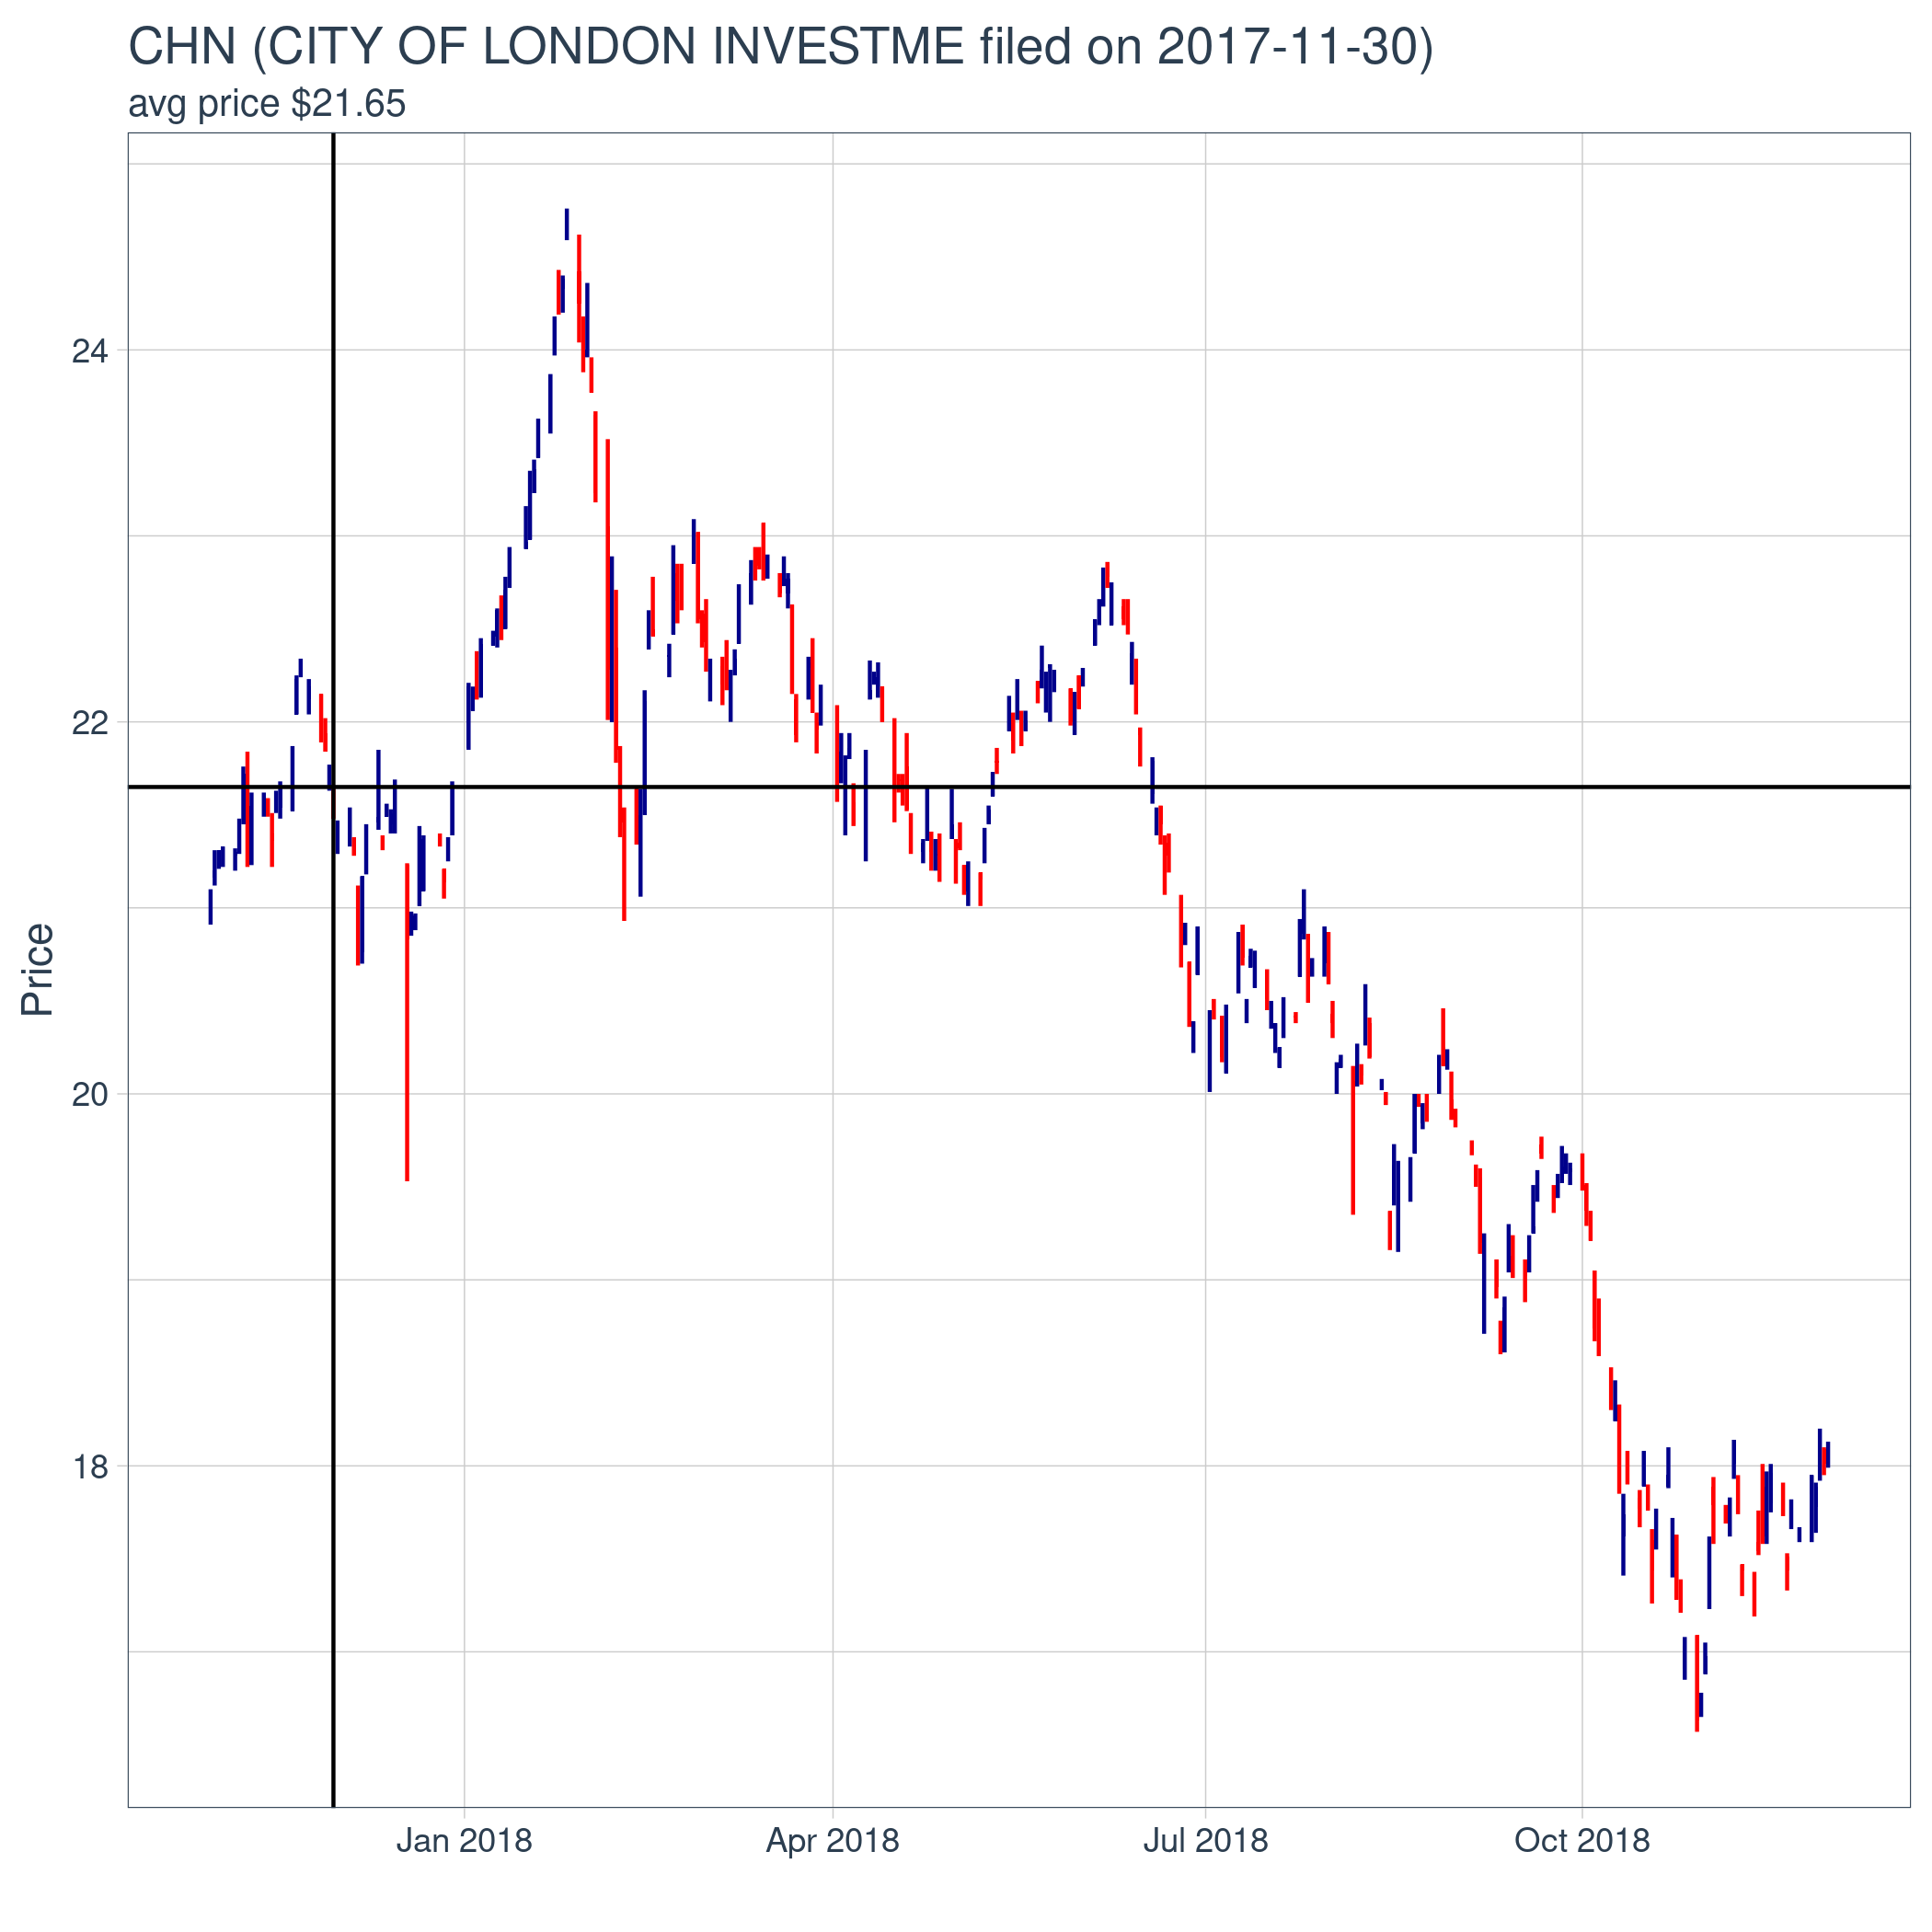 CHN (CITY OF LONDON INVESTME filed on 2017-11-30)
avg price $21.65
24
22
20
18
Price
Jan 2018
Apr 2018
Jul 2018
Oct 2018